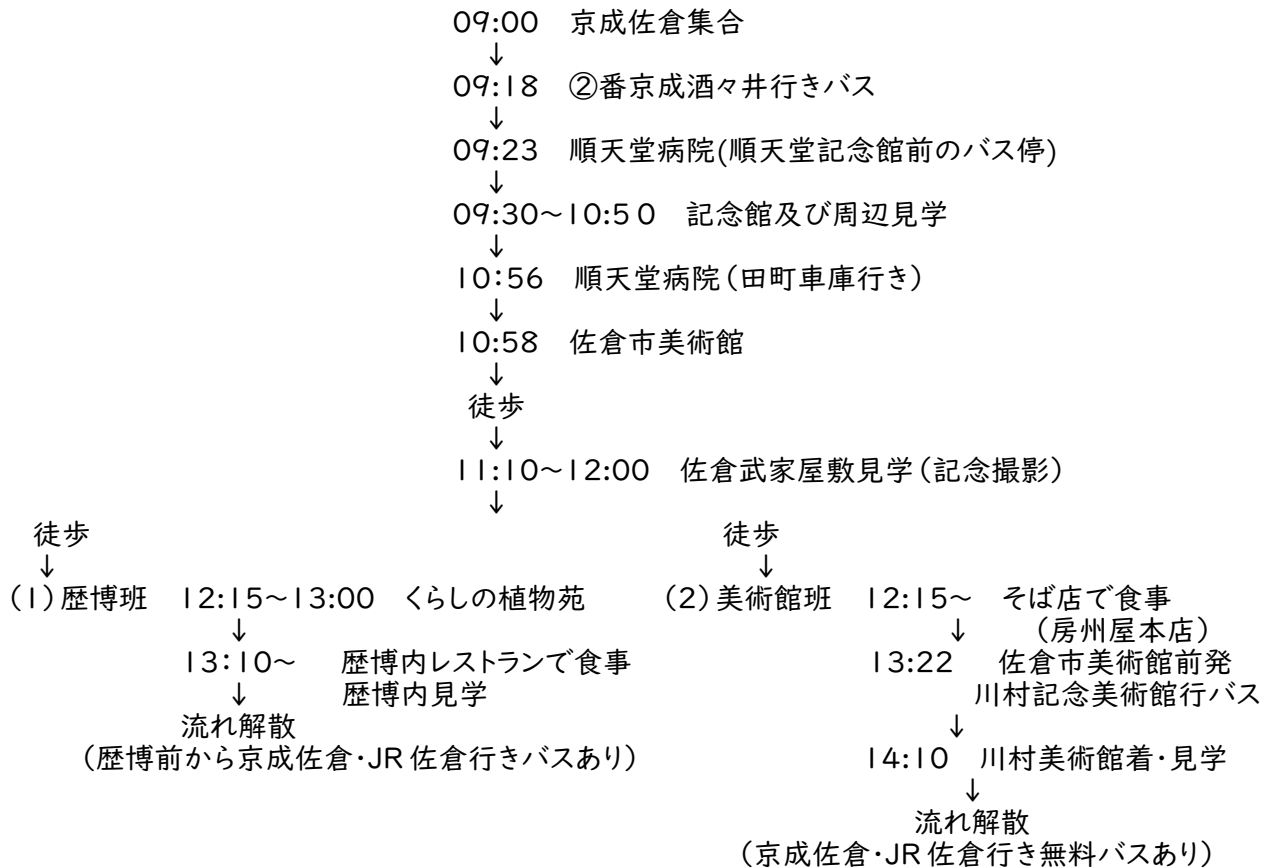 09:00 京成佐倉集合
↓
09:18 ②番京成酒々井行きバス
↓
09:23 順天堂病院(順天堂記念館前のバス停)
↓
09:30~10:50 記念館及び周辺見学
↓
10:56 順天堂病院(田町車庫行き)
↓
10:58 佐倉市美術館
↓
徒歩
↓
11:10~12:00 佐倉武家屋敷見学(記念撮影)
↓
徒歩
↓
(1)歴博班 12:15~13:00 くらしの植物苑
↓
13:10~ 歴博内レストランで食事
↓ 歴博内見学
流れ解散
(歴博前から京成佐倉・JR佐倉行きバスあり)
徒歩
↓
(2)美術館班 12:15~ そば店で食事
↓ (房州屋本店)
13:22 佐倉市美術館前発
川村記念美術館行バス
↓
14:10 川村美術館着・見学
↓
流れ解散
(京成佐倉・JR佐倉行き無料バスあり)